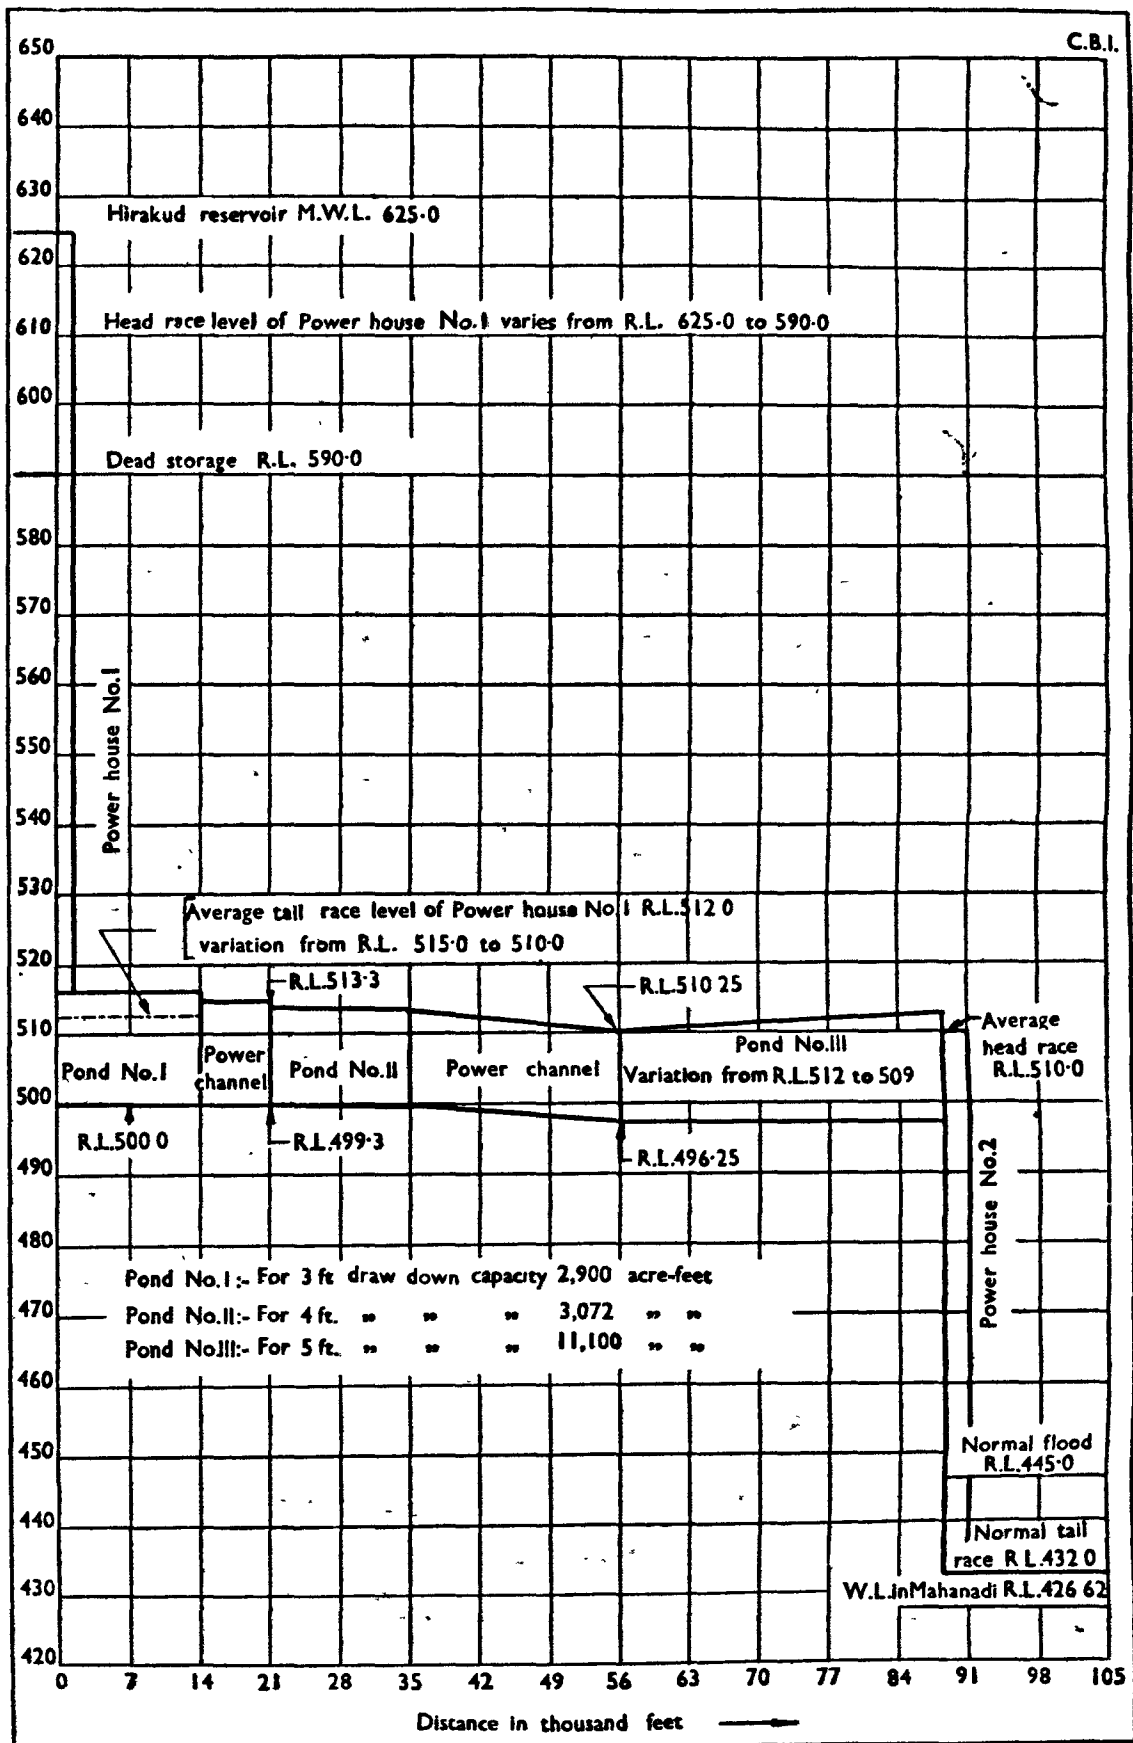 C.B.I.
650
640
630
Hirakud reservoir M.W.L. 625·0
620
Head race level of Power house No.1 varies from R.L. 625·0 to 590·0
610
600
Dead storage R.L. 590·0
590
580
570
560
Power house No.1
550
540
530
Average tail race level of Power house No.1 R.L.512 0
variation from R.L. 515·0 to 510·0
520
R.L.513·3
R.L.510 25
510
Average
head race
R.L.510·0
Pond No.I
Power
channel
Pond No.II
Power channel
Pond No.III
Variation from R.L.512 to 509
500
R.L.500 0
R.L.499·3
R.L.496·25
490
Power house No.2
480
Pond No.I:- For 3 ft draw down capacity 2,900 acre-feet
470
Pond No.II:- For 4 ft. „ „ „ 3,072 „ „
Pond No.III:- For 5 ft. „ „ „ 11,100 „ „
460
450
Normal flood
R.L.445·0
440
Normal tail
race R L.432 0
430
W.L.inMahanadi R.L.426 62
420
0 7 14 21 28 35 42 49 56 63 70 77 84 91 98 105
Distance in thousand feet